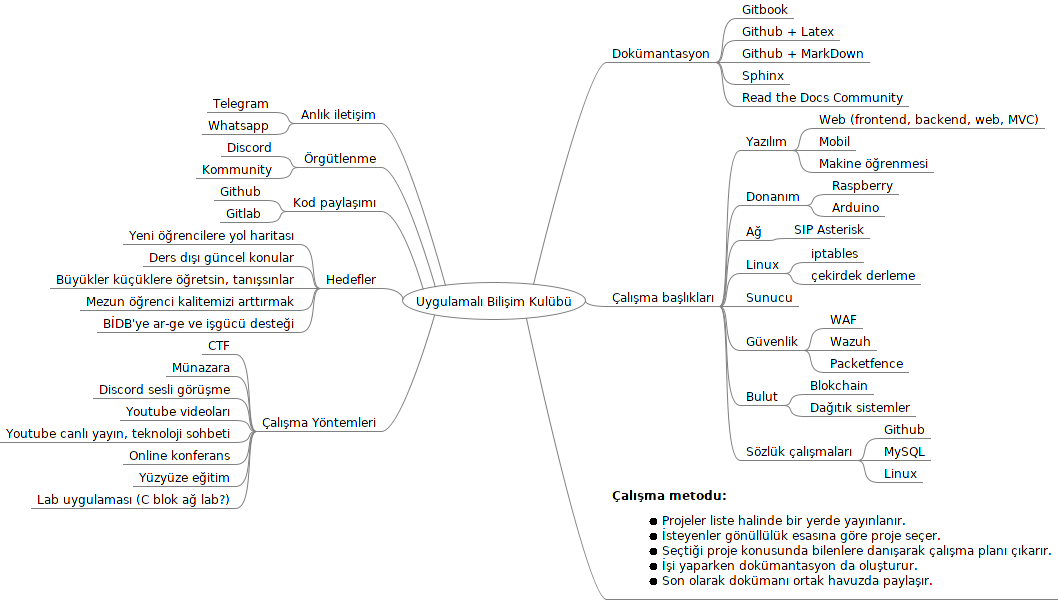 Uygulamalı Bilişim Kulübü
Dokümantasyon
Gitbook
Github + Latex
Github + MarkDown
Sphinx
Read the Docs Community
Çalışma başlıkları
Yazılım
Web (frontend, backend, web, MVC)
Mobil
Makine öğrenmesi
Donanım
Raspberry
Arduino
Ağ
SIP Asterisk
Linux
iptables
çekirdek derleme
Sunucu
Güvenlik
WAF
Wazuh
Packetfence
Bulut
Blokchain
Dağıtık sistemler
Sözlük çalışmaları
Github
MySQL
Linux
Çalışma metodu:
● Projeler liste halinde bir yerde yayınlanır.
● İsteyenler gönüllülük esasına göre proje seçer.
● Seçtiği proje konusunda bilenlere danışarak çalışma planı çıkarır.
● İşi yaparken dokümantasyon da oluşturur.
● Son olarak dokümanı ortak havuzda paylaşır.
Anlık iletişim
Telegram
Whatsapp
Örgütlenme
Discord
Kommunity
Kod paylaşımı
Github
Gitlab
Hedefler
Yeni öğrencilere yol haritası
Ders dışı güncel konular
Büyükler küçüklere öğretsin, tanışsınlar
Mezun öğrenci kalitemizi arttırmak
BİDB'ye ar-ge ve işgücü desteği
Çalışma Yöntemleri
CTF
Münazara
Discord sesli görüşme
Youtube videoları
Youtube canlı yayın, teknoloji sohbeti
Online konferans
Yüzyüze eğitim
Lab uygulaması (C blok ağ lab?)